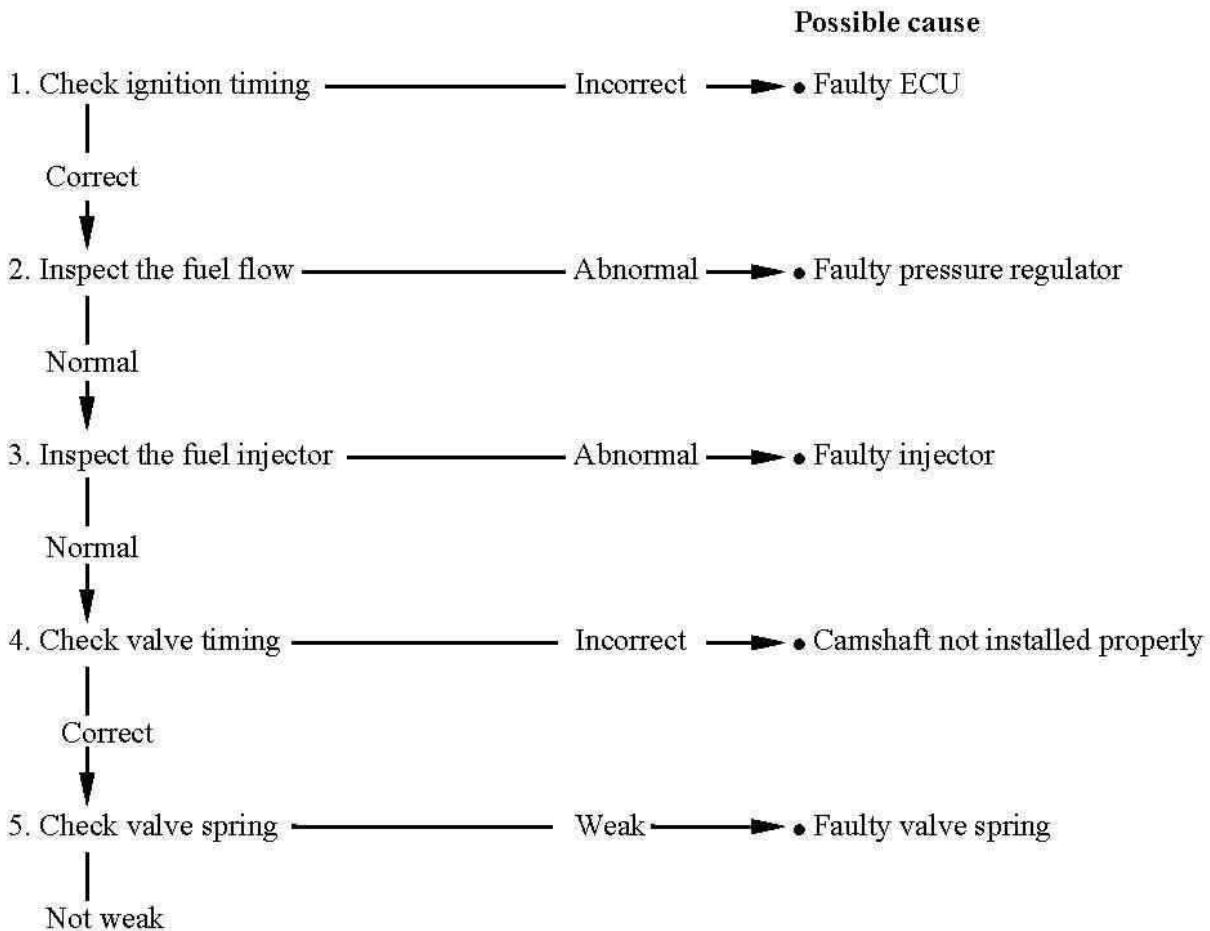 Possible cause
1. Check ignition timing Incorrect • Faulty ECU
Correct
2. Inspect the fuel flow Abnormal • Faulty pressure regulator
Normal
3. Inspect the fuel injector Abnormal • Faulty injector
Normal
4. Check valve timing Incorrect • Camshaft not installed properly
Correct
5. Check valve spring Weak • Faulty valve spring
Not weak